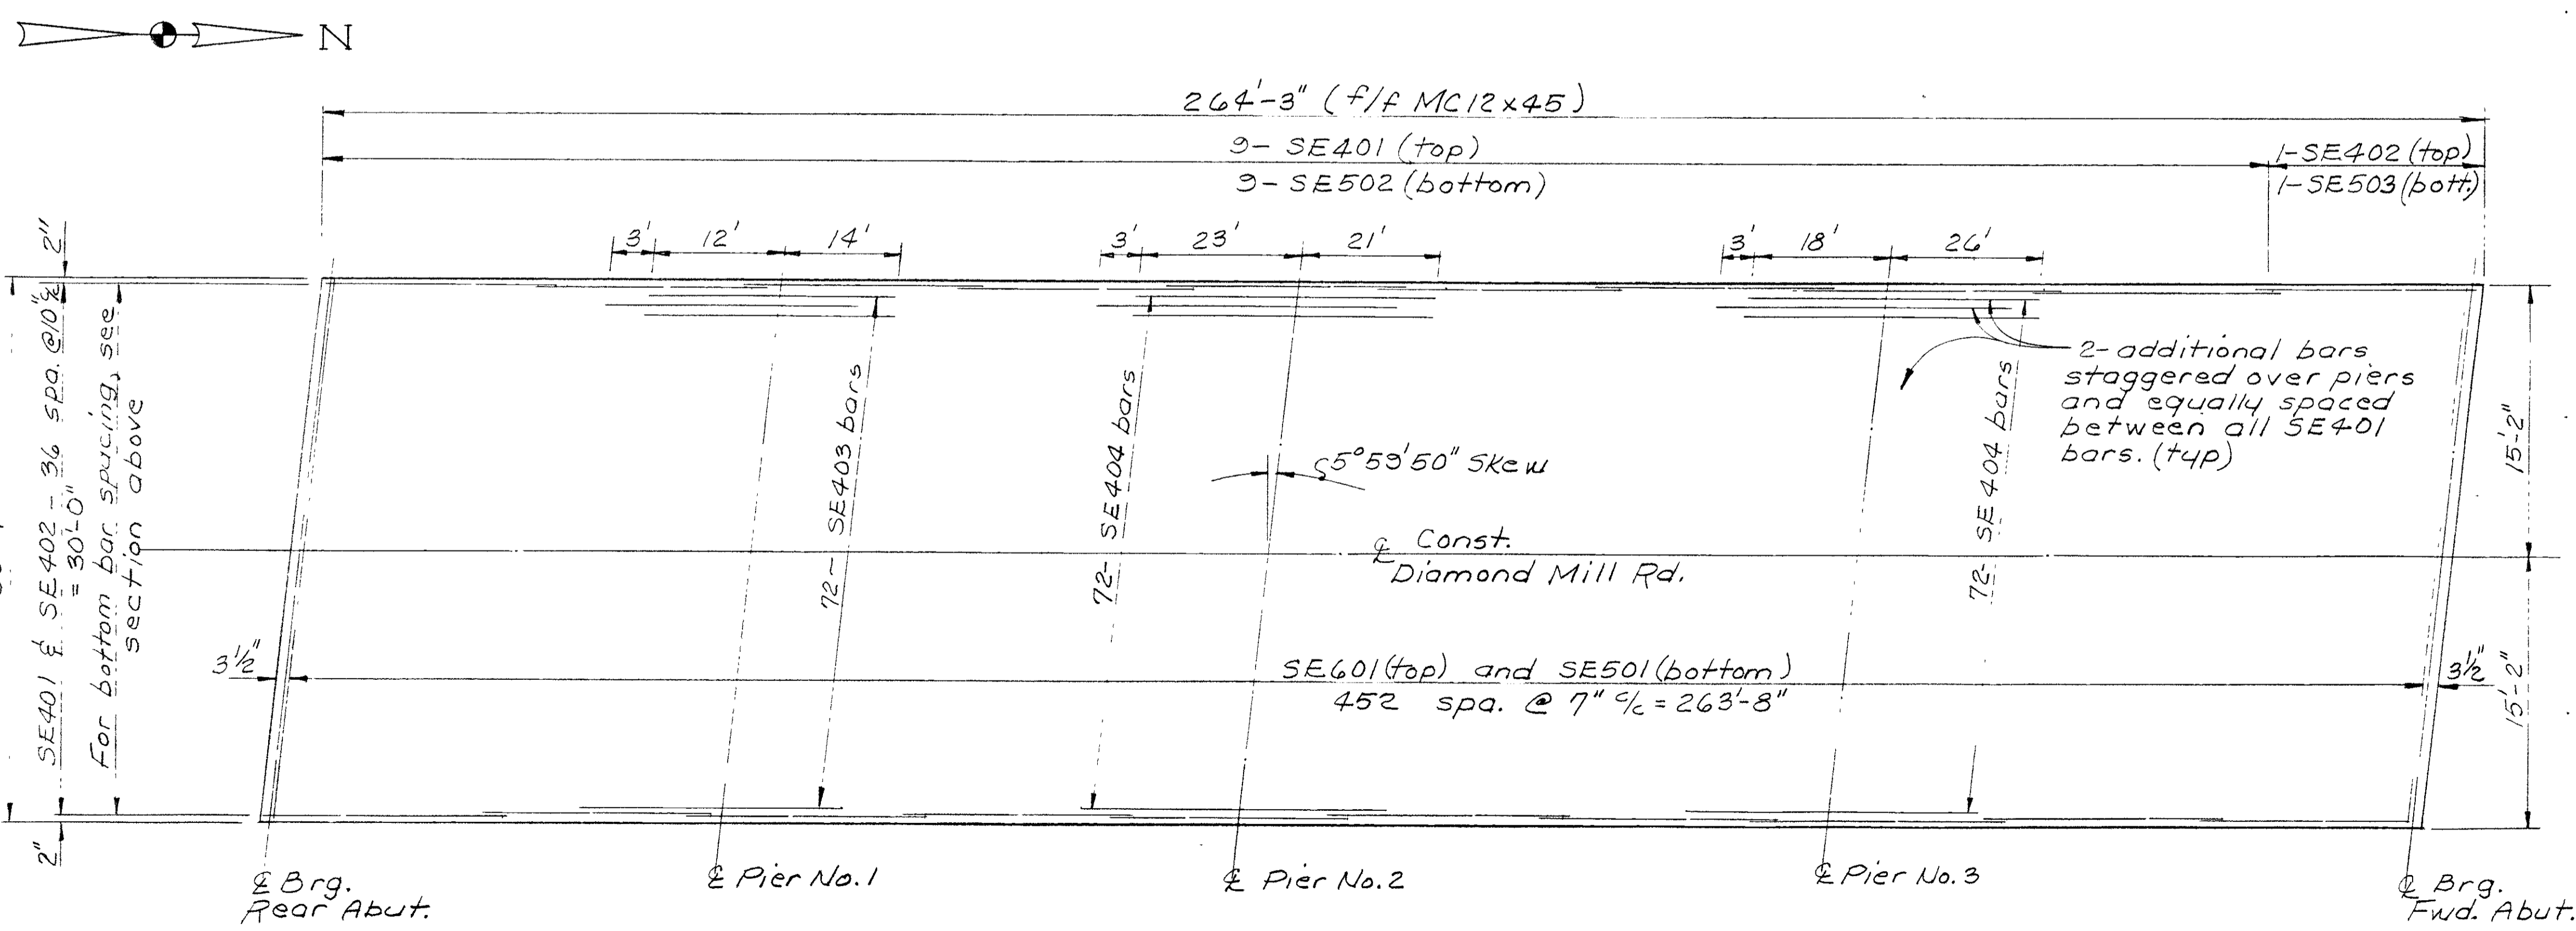 N
264'-3" (f/f MC12x45)
9- SE401 (top)
1-SE402 (top)
9- SE502 (bottom)
1-SE503 (bott.)
3' 12' 14'
3' 23' 21'
3' 18' 26'
2"
SE401 & SE402 - 36 spa. @10" %
= 30'-0"
For bottom bar spacing, see
section above
2"
72- SE403 bars
72- SE404 bars
72- SE404 bars
2-additional bars
staggered over piers
and equally spaced
between all SE401
bars. (typ)
15'-2"
5°59'50" Skew
℄ Const.
Diamond Mill Rd.
3½"
SE601 (top) and SE501 (bottom)
452 spa. @ 7" c/c = 263'-8"
3½"
15'-2"
℄ Brg.
Rear Abut.
℄ Pier No.1
℄ Pier No.2
℄ Pier No.3
℄ Brg.
Fwd. Abut.